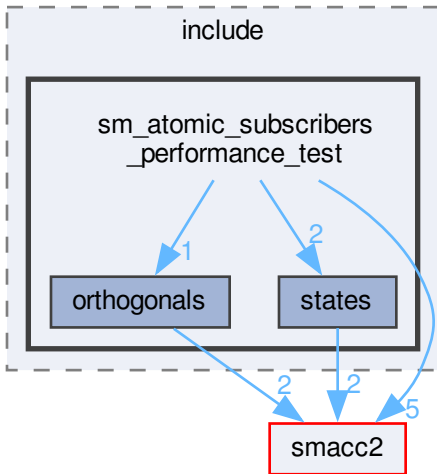 include
sm_atomic_subscribers
_performance_test
1
2
orthogonals
states
2
2
5
smacc2